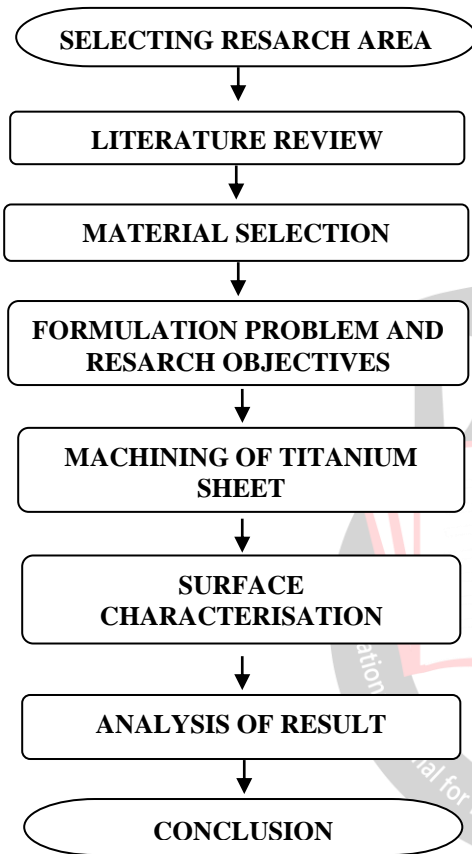 SELECTING RESARCH AREA
LITERATURE REVIEW
MATERIAL SELECTION
FORMULATION PROBLEM AND
RESARCH OBJECTIVES
MACHINING OF TITANIUM
SHEET
SURFACE
CHARACTERISATION
ANALYSIS OF RESULT
CONCLUSION